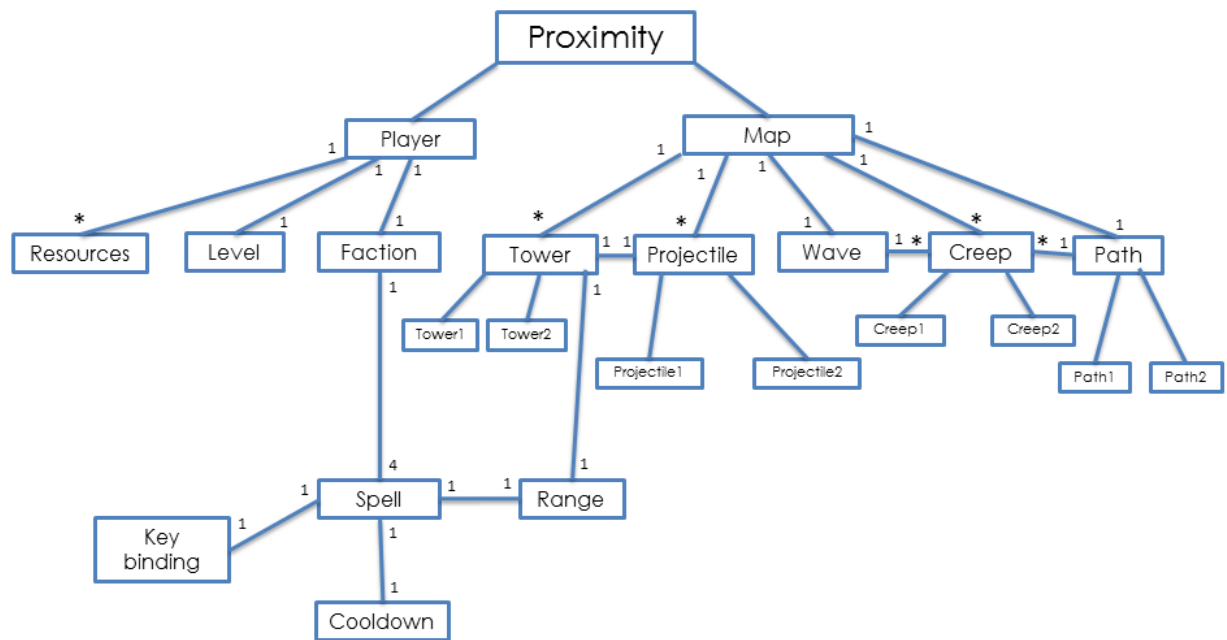 Proximity
Player
Map
1
1
1
1
1
1
1
1
*
1
1
*
*
1
*
1
Resources
Level
Faction
Tower
1
1
Projectile
Wave
1
*
Creep
*
1
Path
1
1
Tower1
Tower2
Creep1
Creep2
Projectile1
Projectile2
Path1
Path2
4
1
1
Spell
1
1
Range
1
Key
binding
1
1
Cooldown